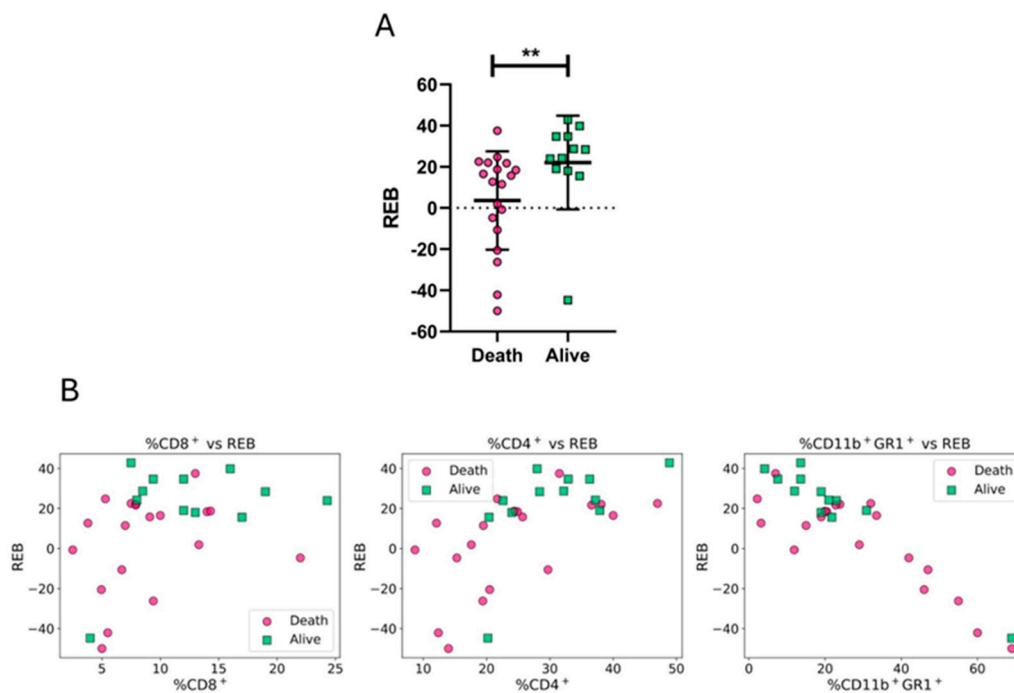 A
**
60
40
20
0
-20
-40
-60
REB
Death Alive
B
%CD8+ vs REB
40
20
0
−20
−40
REB
Death
Alive
5 10 15 20 25
%CD8+
%CD4+ vs REB
40
20
0
−20
−40
REB
Death
Alive
10 20 30 40 50
%CD4+
%CD11b+GR1+ vs REB
40
20
0
−20
−40
REB
Death
Alive
0 20 40 60
%CD11b+GR1+